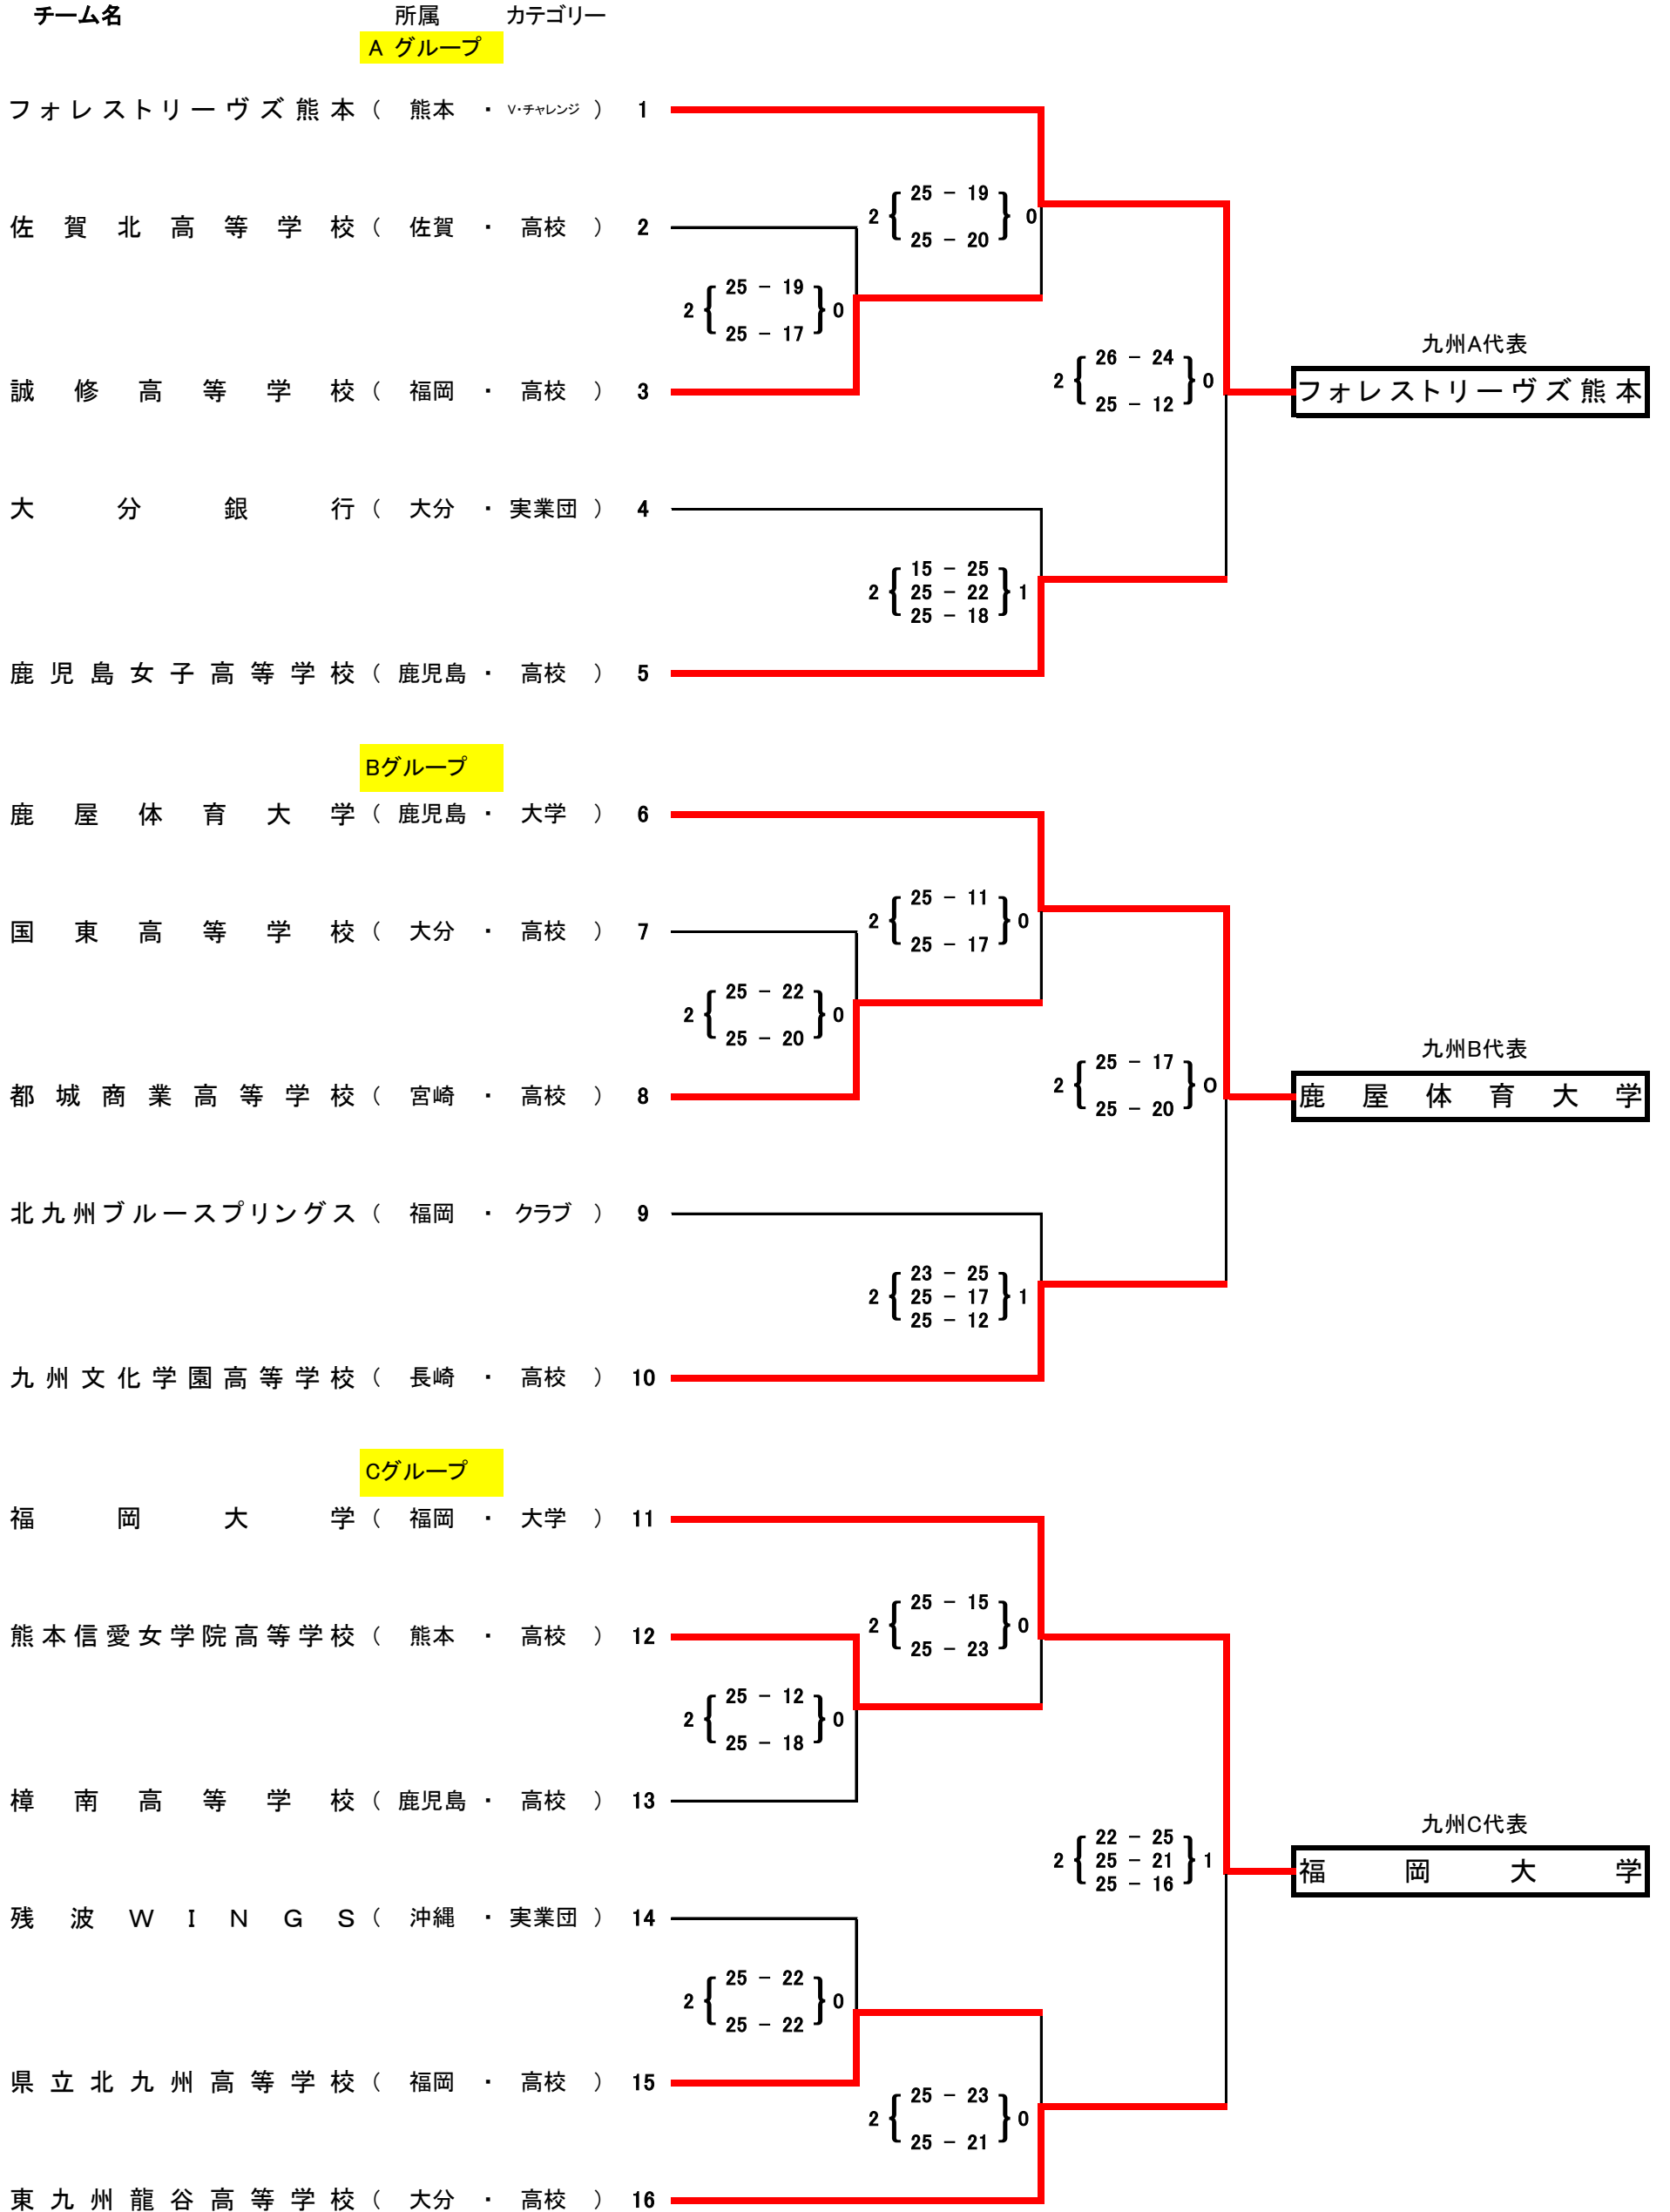 チーム名 所属 カテゴリー
A グループ
フォレストリーヴズ熊本 ( 熊本 ・ V・チャレンジ ) 1
25 - 19
2 { } 0
25 - 20
佐賀北高等学校 ( 佐賀 ・ 高校 ) 2
25 - 19
2 { } 0
25 - 17
九州A代表
26 - 24
2 { } 0
25 - 12
誠修高等学校 ( 福岡 ・ 高校 ) 3
フォレストリーヴズ熊本
大分銀行 ( 大分 ・ 実業団 ) 4
15 - 25
2 { 25 - 22 } 1
25 - 18
鹿児島女子高等学校 ( 鹿児島 ・ 高校 ) 5
Bグループ
鹿屋体育大学 ( 鹿児島 ・ 大学 ) 6
25 - 11
2 { } 0
25 - 17
国東高等学校 ( 大分 ・ 高校 ) 7
25 - 22
2 { } 0
25 - 20
九州B代表
25 - 17
2 { } 0
25 - 20
都城商業高等学校 ( 宮崎 ・ 高校 ) 8
鹿屋体育大学
北九州ブルースプリングス ( 福岡 ・ クラブ ) 9
23 - 25
2 { 25 - 17 } 1
25 - 12
九州文化学園高等学校 ( 長崎 ・ 高校 ) 10
Cグループ
福岡大学 ( 福岡 ・ 大学 ) 11
25 - 15
2 { } 0
25 - 23
熊本信愛女学院高等学校 ( 熊本 ・ 高校 ) 12
25 - 12
2 { } 0
25 - 18
樟南高等学校 ( 鹿児島 ・ 高校 ) 13
九州C代表
22 - 25
2 { 25 - 21 } 1
25 - 16
福岡大学
残波WINGS ( 沖縄 ・ 実業団 ) 14
25 - 22
2 { } 0
25 - 22
県立北九州高等学校 ( 福岡 ・ 高校 ) 15
25 - 23
2 { } 0
25 - 21
東九州龍谷高等学校 ( 大分 ・ 高校 ) 16